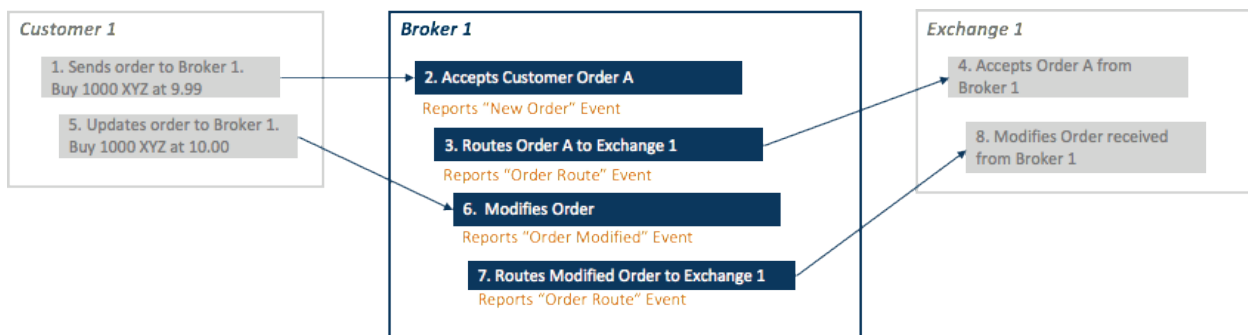 Customer 1
1. Sends order to Broker 1.
Buy 1000 XYZ at 9.99
5. Updates order to Broker 1.
Buy 1000 XYZ at 10.00
Broker 1
2. Accepts Customer Order A
Reports "New Order" Event
3. Routes Order A to Exchange 1
Reports "Order Route" Event
6. Modifies Order
Reports "Order Modified" Event
7. Routes Modified Order to Exchange 1
Reports "Order Route" Event
Exchange 1
4. Accepts Order A from
Broker 1
8. Modifies Order received
from Broker 1